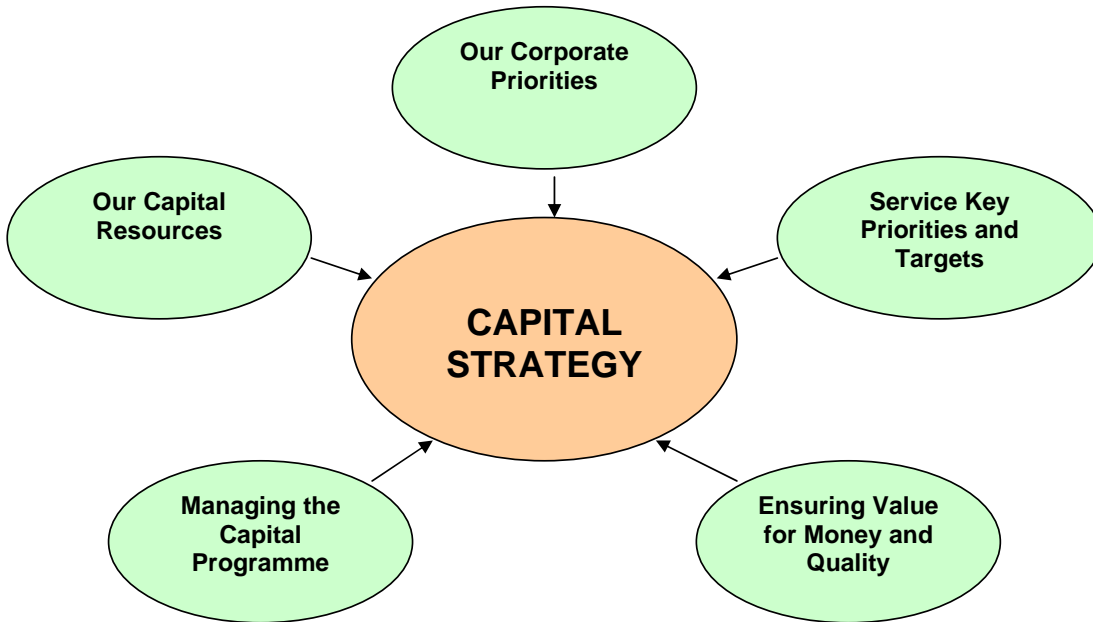 Our Corporate
Priorities
Our Capital
Resources
Service Key
Priorities and
Targets
CAPITAL
STRATEGY
Managing the
Capital
Programme
Ensuring Value
for Money and
Quality